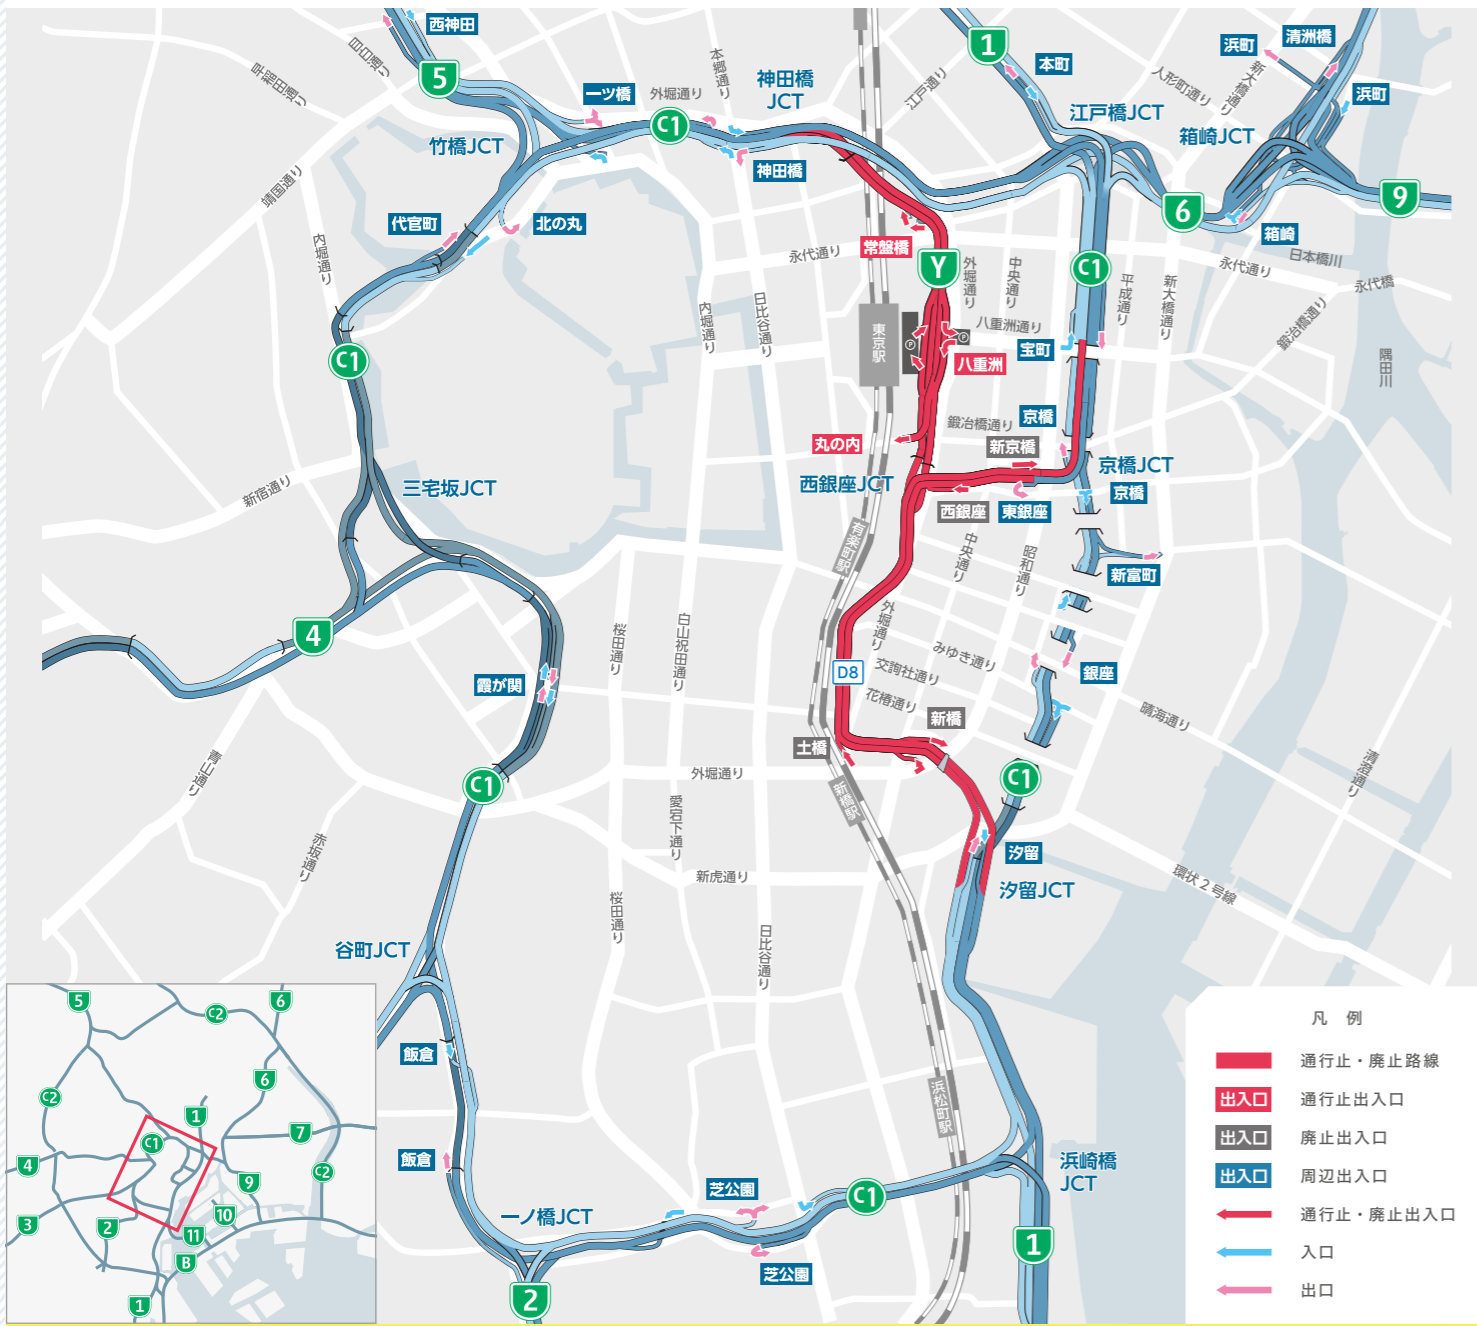 西神田
5
目白通り
早稲田通り
一ツ橋
外堀通り
本郷通り
C1
神田橋
JCT
江戸通り
1
本町
浜町
清洲橋
人形町通り
新大橋通り
浜町
江戸橋JCT
箱崎JCT
竹橋JCT
神田橋
靖国通り
6
9
代官町
北の丸
箱崎
内堀通り
常盤橋
永代通り
Y
外堀通り
中央通り
C1
平成通り
新大橋通り
永代通り
日本橋川
永代橋
内堀通り
日比谷通り
東京駅
P
P
八重洲通り
宝町
八重洲
鍛冶橋通り
隅田川
C1
京橋
鍛冶橋通り
丸の内
新京橋
京橋JCT
三宅坂JCT
新宿通り
西銀座JCT
西銀座
東銀座
京橋
有楽町駅
中央通り
昭和通り
新富町
4
桜田通り
白山祝田通り
外堀通り
みゆき通り
交詢社通り
D8
花椿通り
銀座
霞が関
晴海通り
新橋
土橋
青山通り
C1
外堀通り
新橋駅
C1
清澄通り
赤坂通り
愛宕下通り
汐留
新虎通り
汐留JCT
環状2号線
桜田通り
日比谷通り
谷町JCT
飯倉
浜松町駅
飯倉
浜崎橋
JCT
芝公園
C1
一ノ橋JCT
芝公園
2
1
5
C2
6
C2
6
1
7
C1
4
C2
9
3
2
10
11
B
1
凡 例
通行止・廃止路線
出入口 通行止出入口
出入口 廃止出入口
出入口 周辺出入口
通行止・廃止出入口
入口
出口